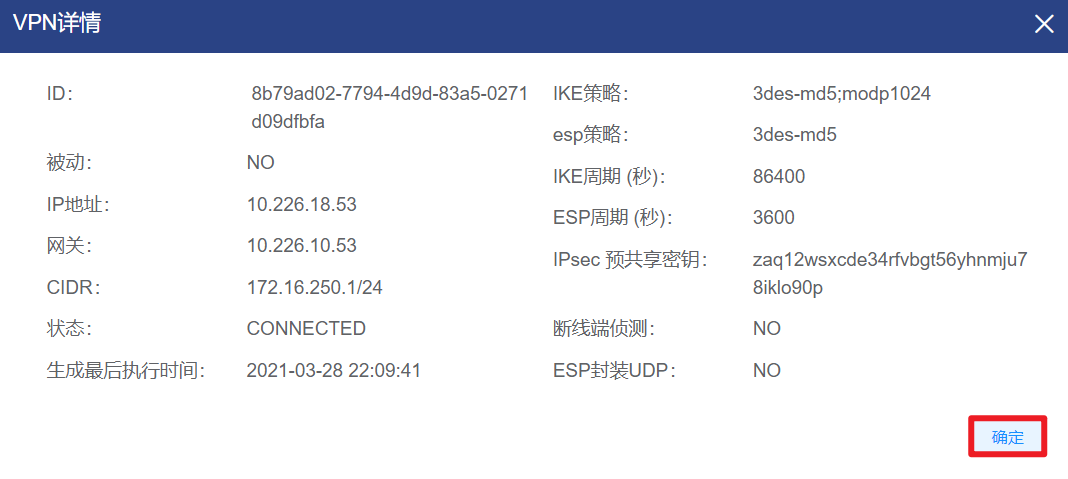 VPN详情
ID：
8b79ad02-7794-4d9d-83a5-0271
d09dfbfa
被动：
NO
IP地址：
10.226.18.53
网关：
10.226.10.53
CIDR：
172.16.250.1/24
状态：
CONNECTED
生成最后执行时间：
2021-03-28 22:09:41
IKE策略：
3des-md5;modp1024
esp策略：
3des-md5
IKE周期 (秒)：
86400
ESP周期 (秒)：
3600
IPsec 预共享密钥：
zaq12wsxcde34rfvbgt56yhnmju7
8iklo90p
断线端侦测：
NO
ESP封装UDP：
NO
确定